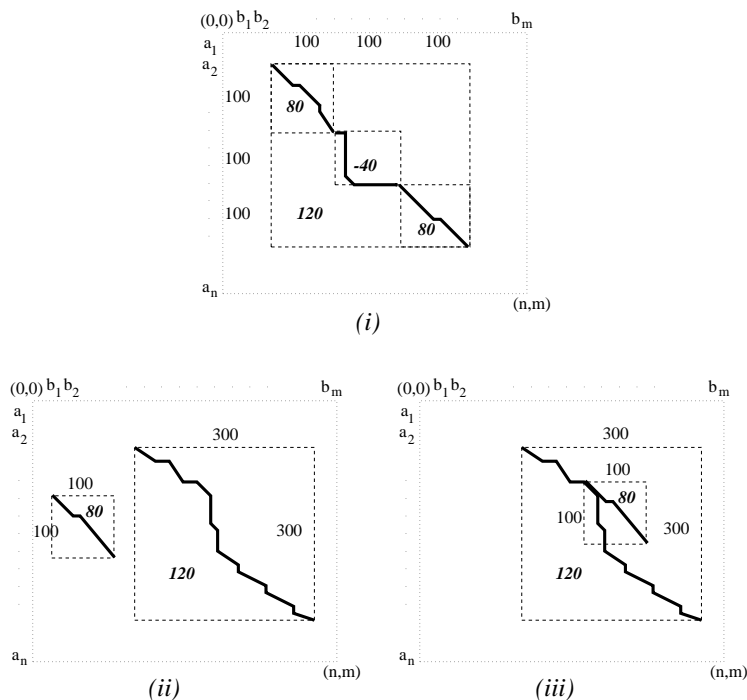 (0,0) b1 b2 bm
100 100 100
a1
a2
100
80
100
-40
100
120
80
an
(n,m)
(i)
(0,0) b1 b2 bm
a1
a2
300
100
80
100
300
120
an
(n,m)
(ii)
(0,0) b1 b2 bm
a1
a2
300
100
80
100
300
120
an
(n,m)
(iii)